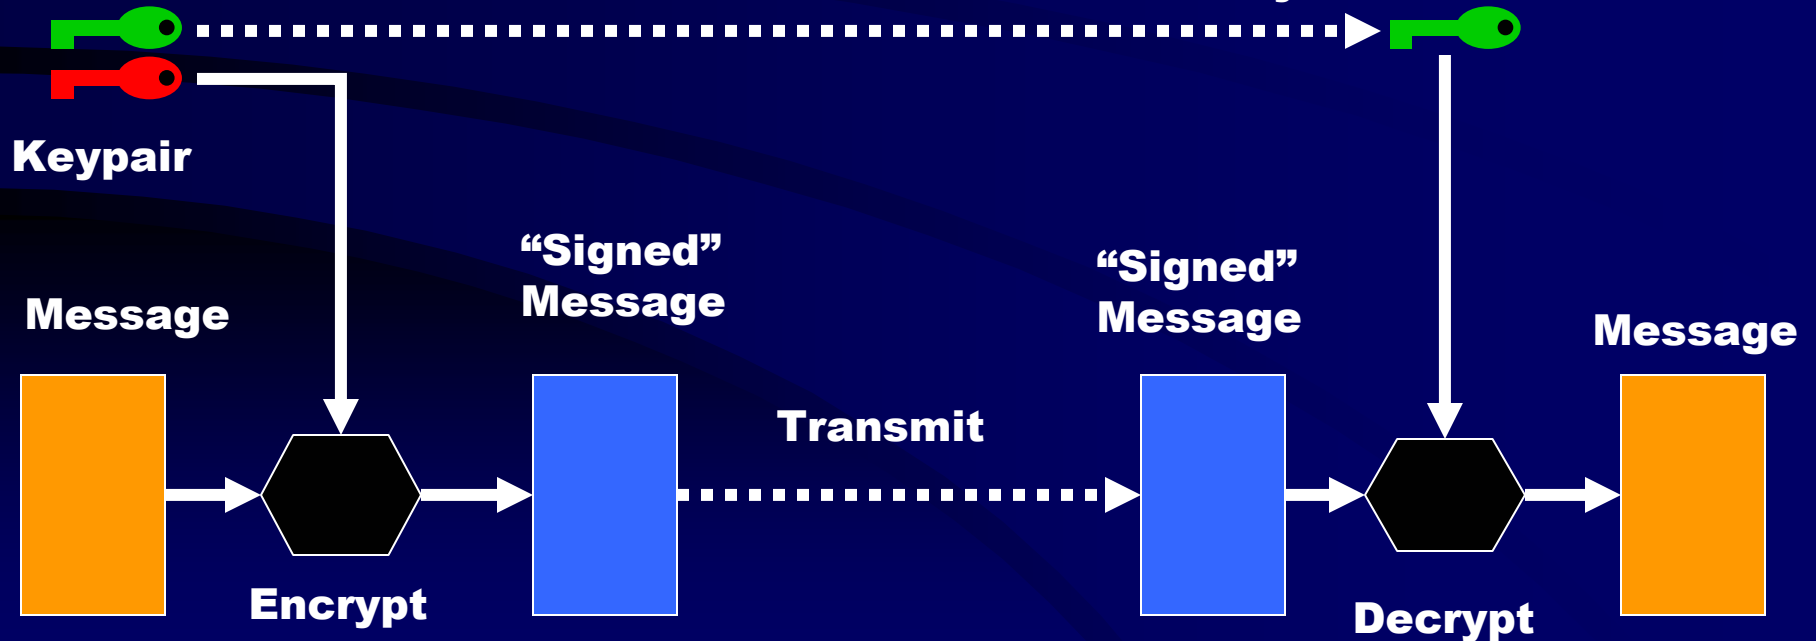 Keypair
“Signed”
Message
“Signed”
Message
Message
Message
Transmit
Encrypt
Decrypt